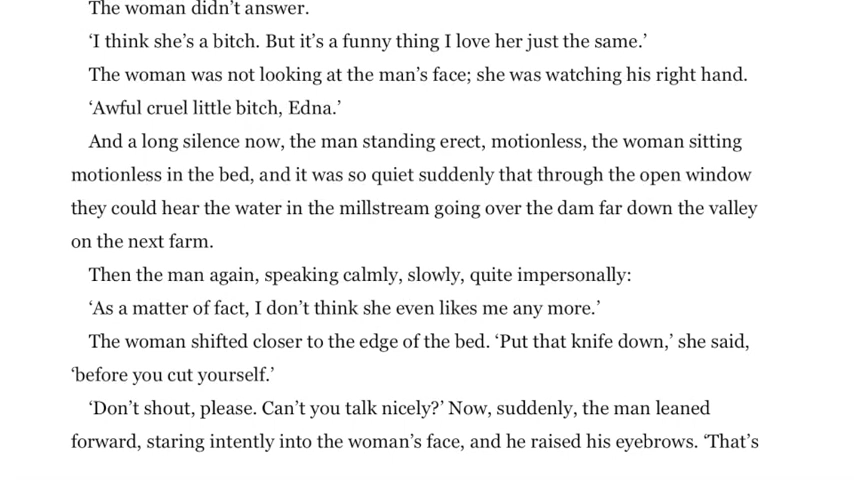 The woman didn’t answer.
‘I think she’s a bitch. But it’s a funny thing I love her just the same.’
The woman was not looking at the man’s face; she was watching his right hand.
‘Awful cruel little bitch, Edna.’
And a long silence now, the man standing erect, motionless, the woman sitting
motionless in the bed, and it was so quiet suddenly that through the open window
they could hear the water in the millstream going over the dam far down the valley
on the next farm.
Then the man again, speaking calmly, slowly, quite impersonally:
‘As a matter of fact, I don’t think she even likes me any more.’
The woman shifted closer to the edge of the bed. ‘Put that knife down,’ she said,
‘before you cut yourself.’
‘Don’t shout, please. Can’t you talk nicely?’ Now, suddenly, the man leaned
forward, staring intently into the woman’s face, and he raised his eyebrows. ‘That’s